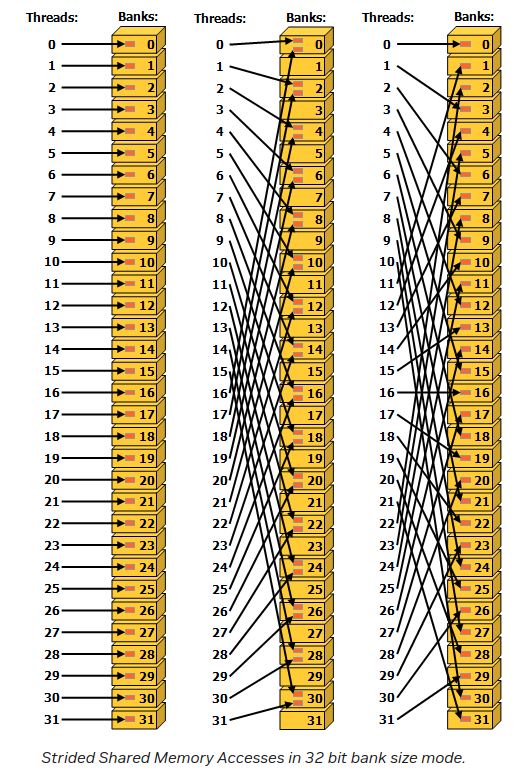 Threads: Banks: Threads: Banks: Threads: Banks:
0 0 0 0 0 0
1 1 1 1 1 1
2 2 2 2 2 2
3 3 3 3 3 3
4 4 4 4 4 4
5 5 5 5 5 5
6 6 6 6 6 6
7 7 7 7 7 7
8 8 8 8 8 8
9 9 9 9 9 9
10 10 10 10 10 10
11 11 11 11 11 11
12 12 12 12 12 12
13 13 13 13 13 13
14 14 14 14 14 14
15 15 15 15 15 15
16 16 16 16 16 16
17 17 17 17 17 17
18 18 18 18 18 18
19 19 19 19 19 19
20 20 20 20 20 20
21 21 21 21 21 21
22 22 22 22 22 22
23 23 23 23 23 23
24 24 24 24 24 24
25 25 25 25 25 25
26 26 26 26 26 26
27 27 27 27 27 27
28 28 28 28 28 28
29 29 29 29 29 29
30 30 30 30 30 30
31 31 31 31 31 31
Strided Shared Memory Accesses in 32 bit bank size mode.